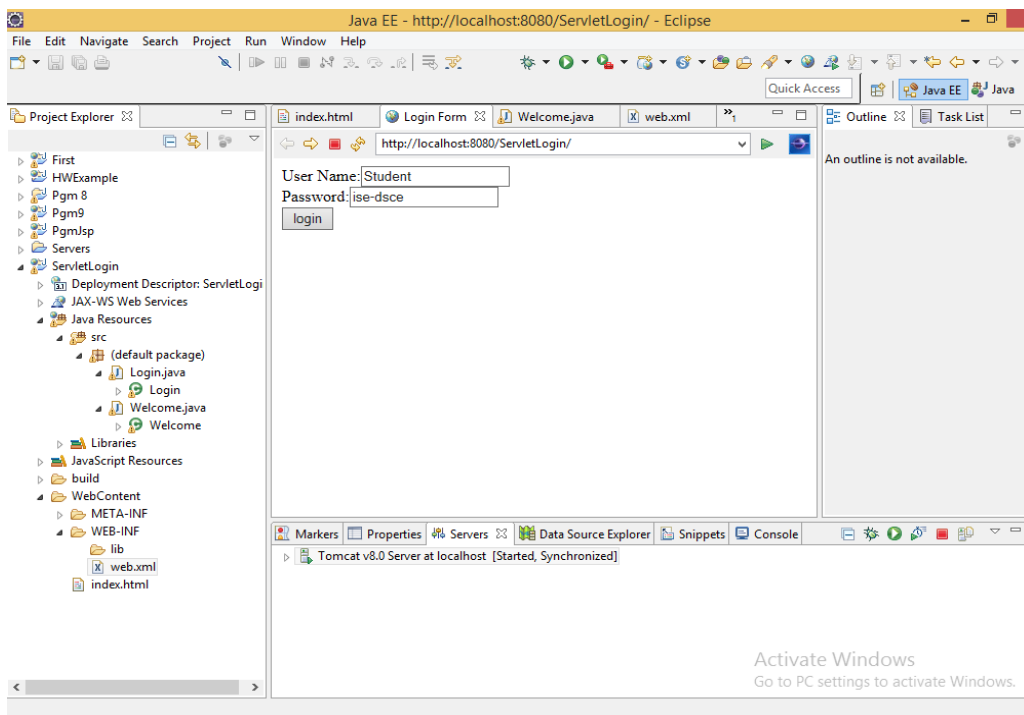 Java EE - http://localhost:8080/ServletLogin/ - Eclipse
File Edit Navigate Search Project Run Window Help
Quick Access
Java EE
Java
Project Explorer
index.html
Login Form
Welcome.java
web.xml
1
Outline
Task List
http://localhost:8080/ServletLogin/
An outline is not available.
First
HWExample
Pgm 8
Pgm9
PgmJsp
Servers
ServletLogin
Deployment Descriptor: ServletLogi
JAX-WS Web Services
Java Resources
src
(default package)
Login.java
Login
Welcome.java
Welcome
Libraries
JavaScript Resources
build
WebContent
META-INF
WEB-INF
lib
web.xml
index.html
User Name: Student
Password: ise-dsce
login
Markers
Properties
Servers
Data Source Explorer
Snippets
Console
Tomcat v8.0 Server at localhost [Started, Synchronized]
Activate Windows
Go to PC settings to activate Windows.